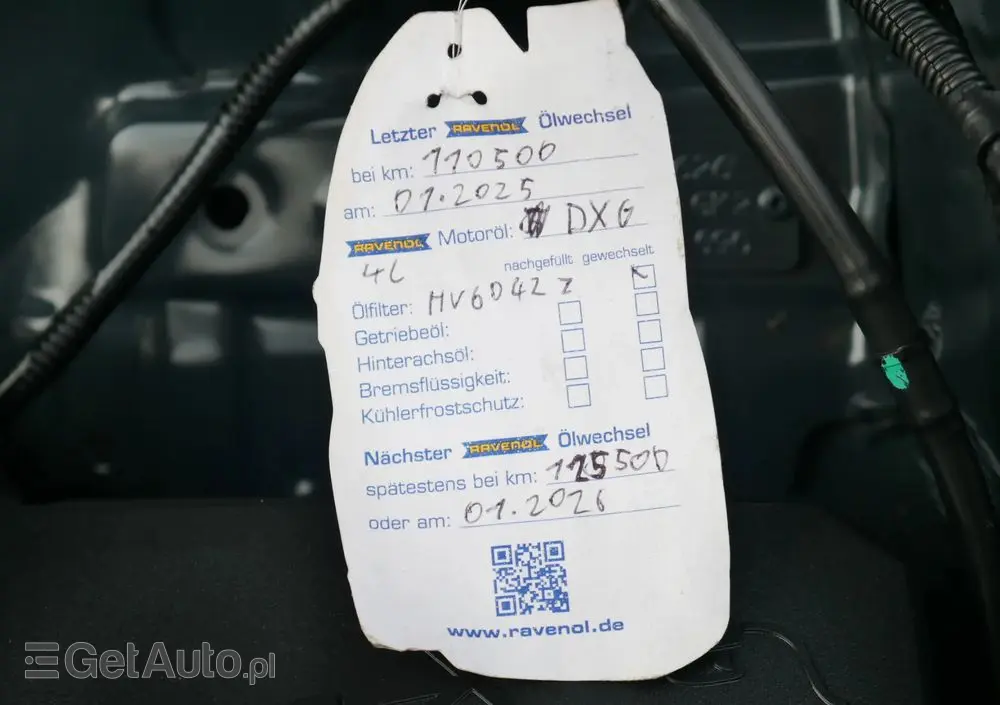 Letzter RAVENOL Ölwechsel
bei km: 110500
am: 01.2025
RAVENOL Motoröl: DXG
4L
nachgefüllt gewechselt
Ölfilter: MV6042z
Getriebeöl:
Hinterachsöl:
Bremsflüssigkeit:
Kühlerfrostschutz:
Nächster RAVENOL Ölwechsel
spätestens bei km: 125500
oder am: 01.2026
www.ravenol.de
GetAuto.pl